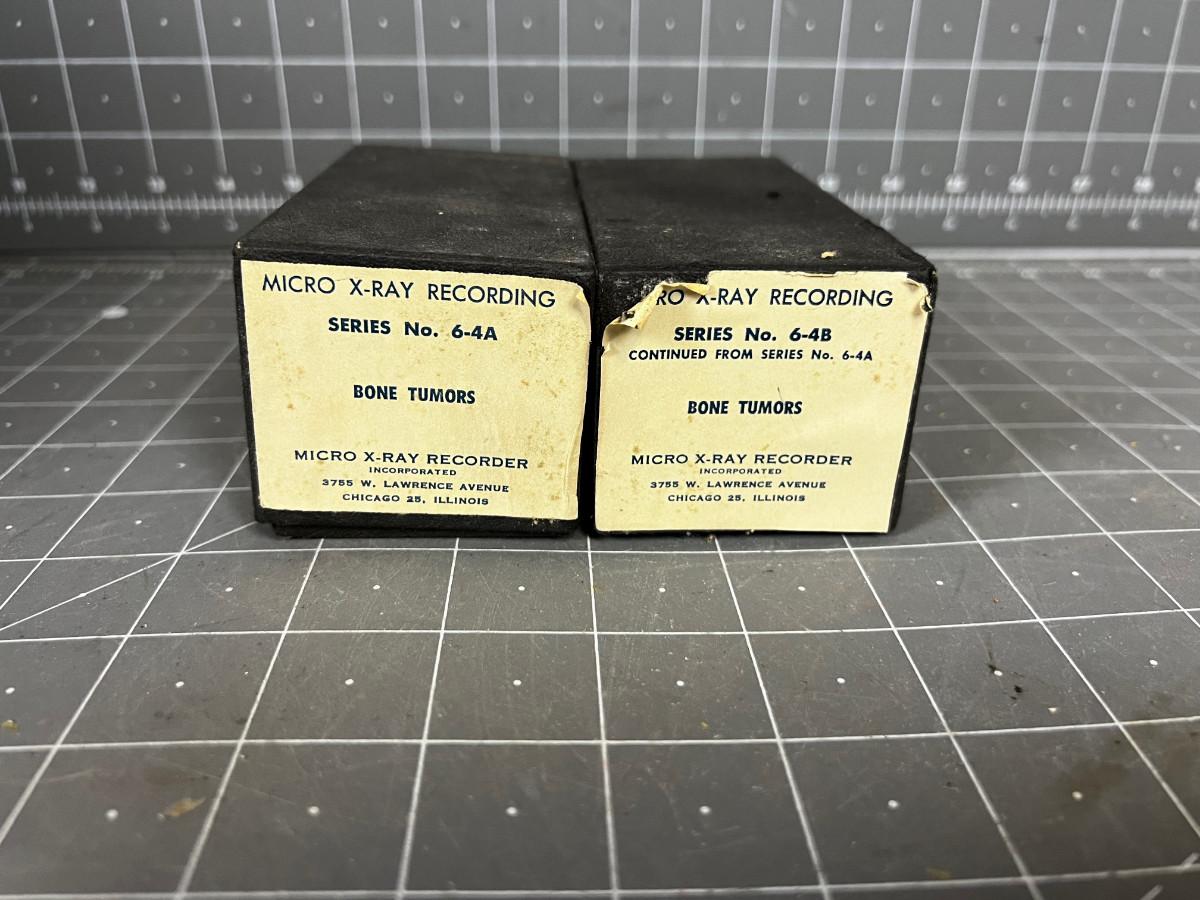 MICRO X-RAY RECORDING
SERIES No. 6-4A
BONE TUMORS
MICRO X-RAY RECORDER
INCORPORATED
3755 W. LAWRENCE AVENUE
CHICAGO 25, ILLINOIS
RO X-RAY RECORDING
SERIES No. 6-4B
CONTINUED FROM SERIES No. 6-4A
BONE TUMORS
MICRO X-RAY RECORDER
INCORPORATED
3755 W. LAWRENCE AVENUE
CHICAGO 25, ILLINOIS